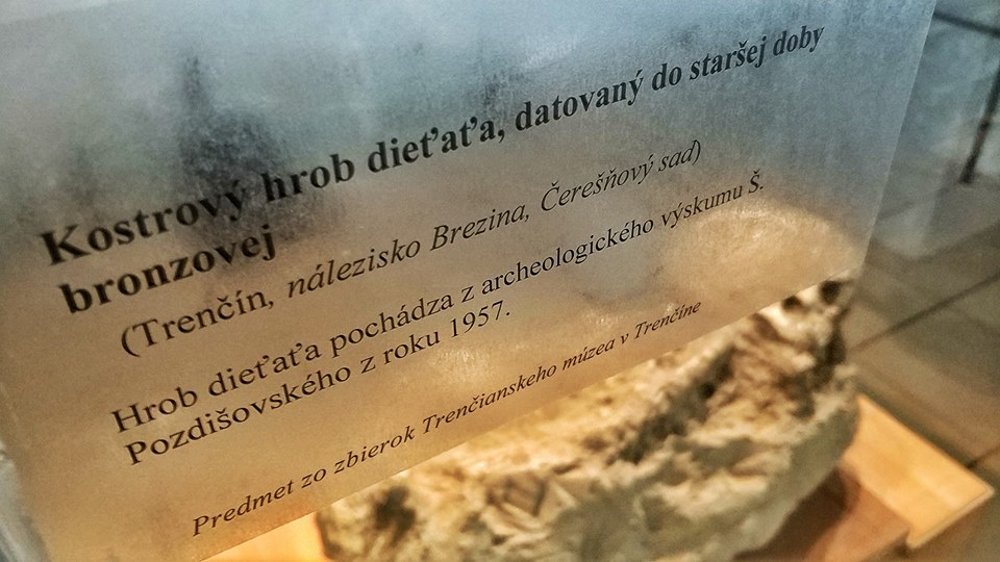 Kostrový hrob dieťaťa, datovaný do staršej doby
bronzovej
(Trenčín, nálezisko Brezina, Čerešňový sad)
Hrob dieťaťa pochádza z archeologického výskumu Š.
Pozdišovského z roku 1957.
Predmet zo zbierok Trenčianskeho múzea v Trenčíne